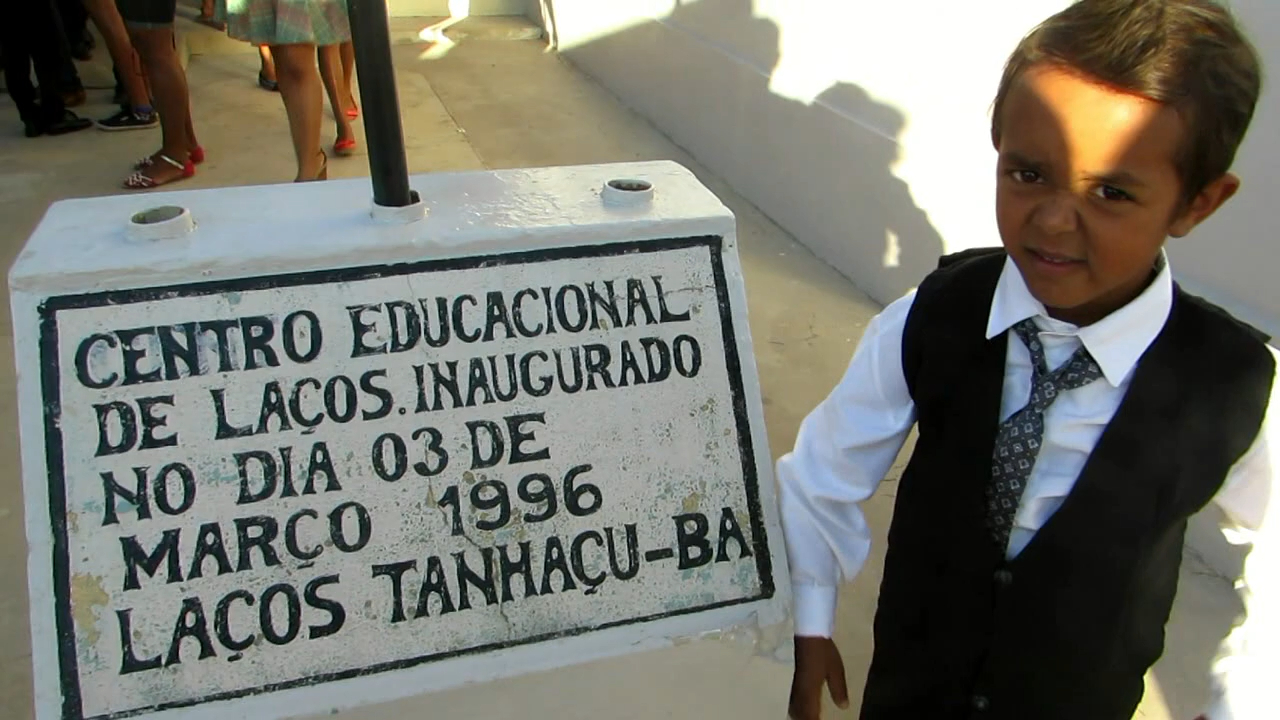 CENTRO EDUCACIONAL
DE LAÇOS. INAUGURADO
NO DIA 03 DE
MARÇO 1996
LAÇOS TANHAÇU-BA